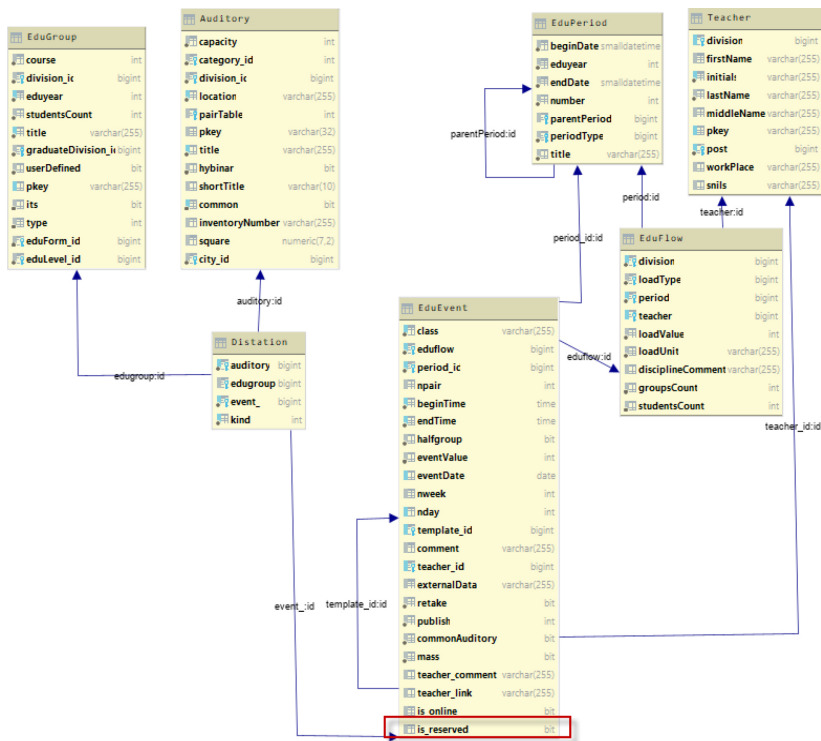 EduGroup
course int
division_ic bigint
eduyear int
studentsCount int
title varchar(255)
graduateDivision_i bigint
userDefined bit
pkey varchar(255)
its bit
type int
eduForm_id bigint
eduLevel_id bigint
Auditory
capacity int
category_id int
division_ic bigint
location varchar(255)
pairTable int
pkey varchar(32)
title varchar(255)
hybinar bit
shortTitle varchar(10)
common bit
inventoryNumber varchar(255)
square numeric(7,2)
city_id bigint
EduPeriod
beginDate smalldatetime
eduyear int
endDate smalldatetime
number int
parentPeriod bigint
periodType bigint
title varchar(255)
Teacher
division bigint
firstName varchar(255)
initial: varchar(255)
lastName varchar(255)
middleName varchar(255)
pkey varchar(255)
post bigint
workPlace varchar(255)
snils varchar(255)
parentPeriod:id
period:id
teacher:id
period_id:id
EduFlow
division bigint
loadType bigint
period bigint
teacher bigint
loadValue int
loadUnit varchar(255)
disciplineComment varchar(255)
groupsCount int
studentsCount int
auditory:id
Distation
auditory bigint
edugroup bigint
event_ bigint
kind int
edugroup:id
eduflow:id
teacher_id:id
EduEvent
class varchar(255)
eduflow bigint
period_ic bigint
npair int
beginTime time
endTime time
halfgroup bit
eventValue int
eventDate date
nweek int
nday int
template_id bigint
comment varchar(255)
teacher_id bigint
externalData varchar(255)
retake bit
publish int
commonAuditory bit
mass bit
teacher_comment varchar(255)
teacher_link varchar(255)
is_online bit
is_reserved bit
event_:id
template_id:id